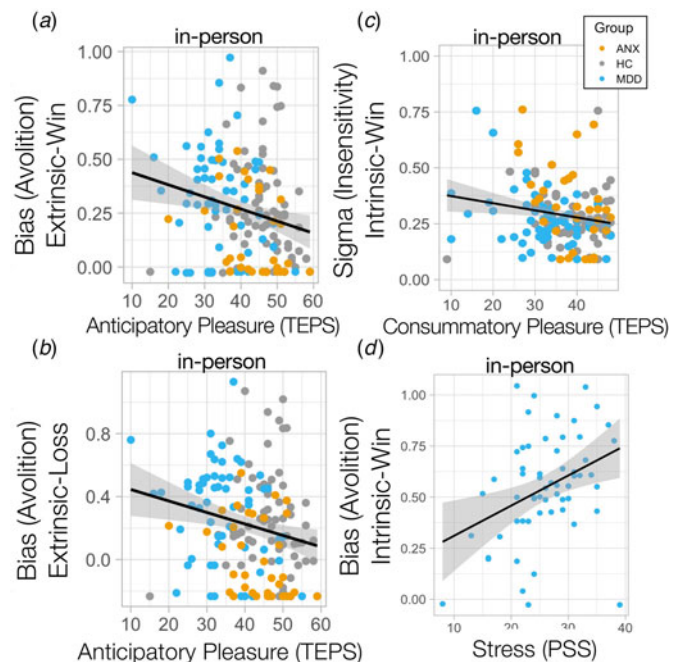 (a)
in-person
Bias (Avolition)
Extrinsic-Win
1.00
0.75
0.50
0.25
0.00
10 20 30 40 50 60
Anticipatory Pleasure (TEPS)
(c)
in-person
Group
ANX
HC
MDD
Sigma (Insensitivity)
Intrinsic-Win
1.00
0.75
0.50
0.25
0.00
10 20 30 40
Consummatory Pleasure (TEPS)
(b)
in-person
Bias (Avolition)
Extrinsic-Loss
0.8
0.4
0.0
10 20 30 40 50 60
Anticipatory Pleasure (TEPS)
(d)
in-person
Bias (Avolition)
Intrinsic-Win
1.00
0.75
0.50
0.25
0.00
10 20 30 40
Stress (PSS)